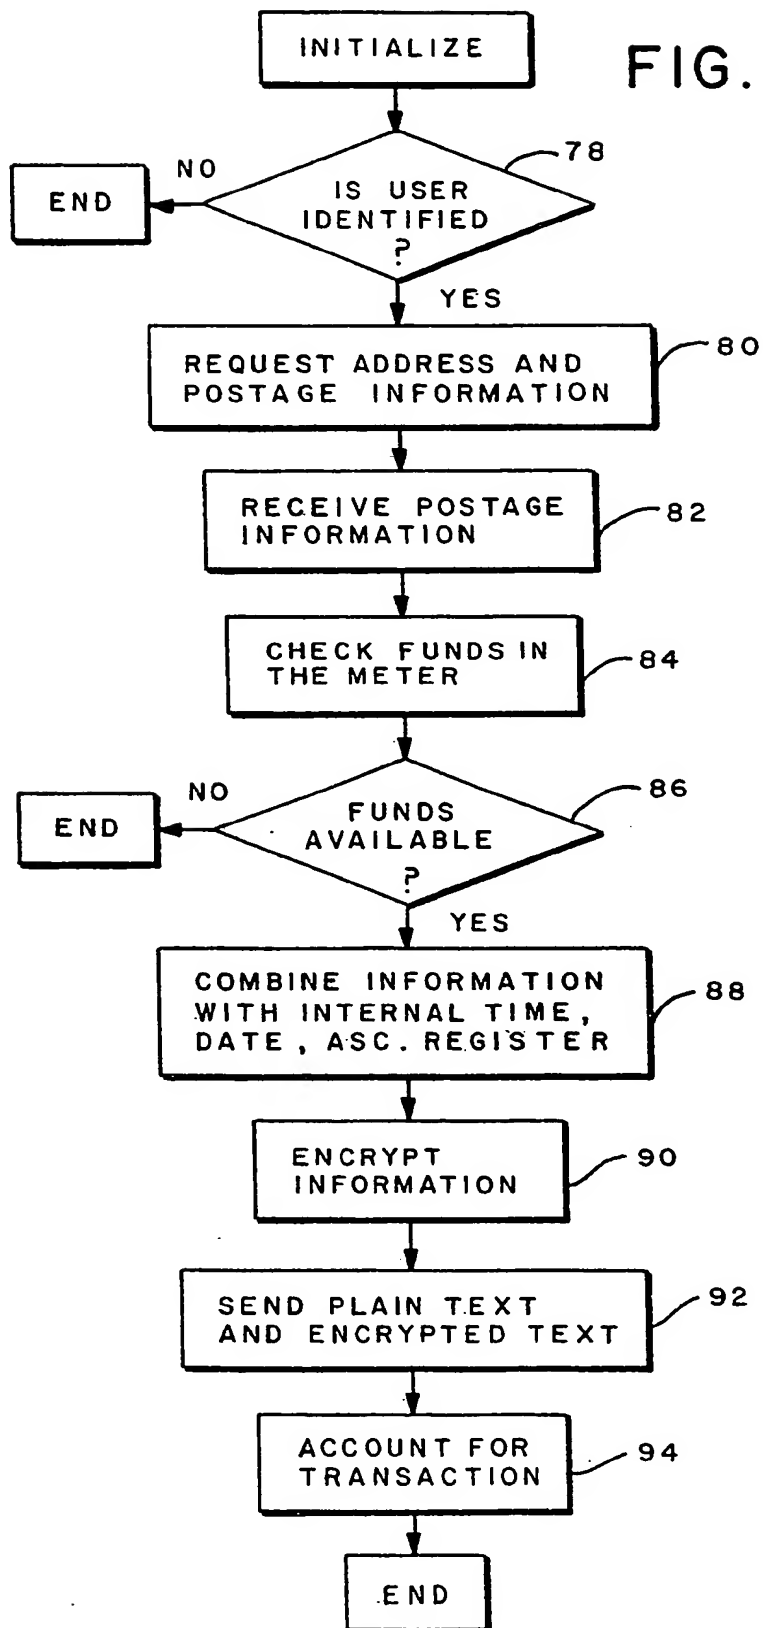 INITIALIZE
FIG.
78
NO
END
IS USER
IDENTIFIED
?
YES
80
REQUEST ADDRESS AND
POSTAGE INFORMATION
82
RECEIVE POSTAGE
INFORMATION
CHECK FUNDS IN
THE METER
84
86
NO
END
FUNDS
AVAILABLE
?
YES
COMBINE INFORMATION
WITH INTERNAL TIME,
DATE, ASC. REGISTER
88
ENCRYPT
INFORMATION
90
SEND PLAIN TEXT
AND ENCRYPTED TEXT
92
ACCOUNT FOR
TRANSACTION
94
END